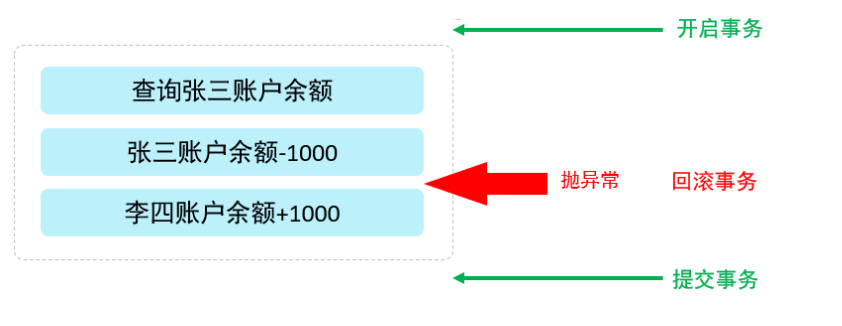 开启事务
查询张三账户余额
张三账户余额-1000
抛异常 回滚事务
李四账户余额+1000
提交事务